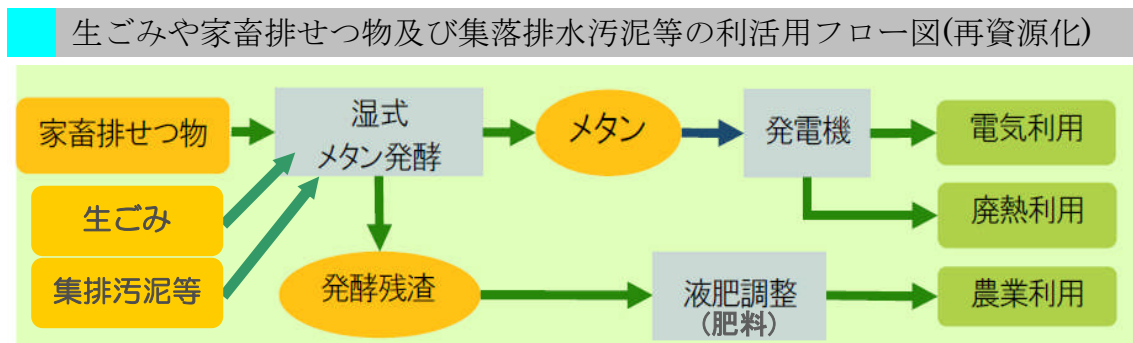 生ごみや家畜排せつ物及び集落排水汚泥等の利活用フロー図(再資源化)
家畜排せつ物
湿式
メタン発酵
メタン
発電機
電気利用
生ごみ
廃熱利用
集排汚泥等
発酵残渣
液肥調整
(肥料)
農業利用